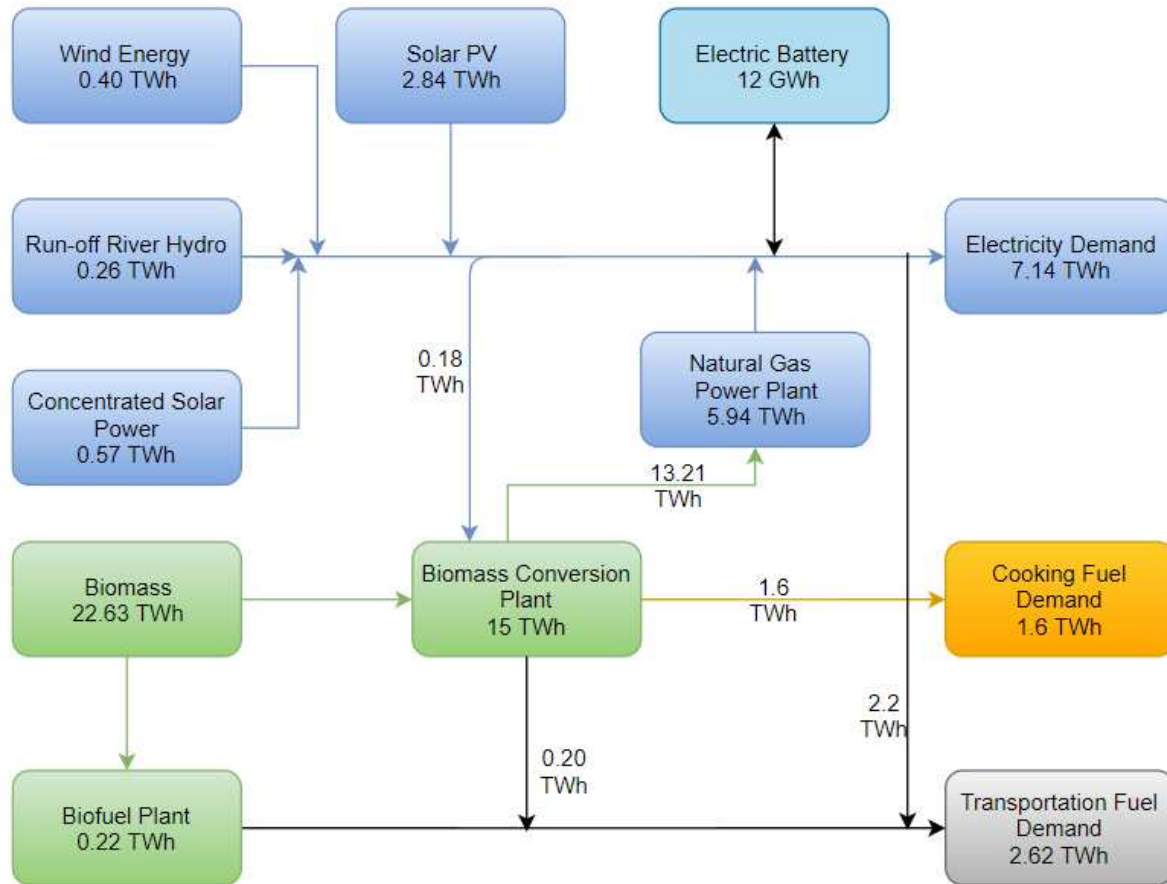 Wind Energy
0.40 TWh
Solar PV
2.84 TWh
Electric Battery
12 GWh
Run-off River Hydro
0.26 TWh
Electricity Demand
7.14 TWh
0.18
TWh
Natural Gas
Power Plant
5.94 TWh
Concentrated Solar
Power
0.57 TWh
13.21
TWh
Biomass
22.63 TWh
Biomass Conversion
Plant
15 TWh
1.6
TWh
Cooking Fuel
Demand
1.6 TWh
2.2
TWh
0.20
TWh
Biofuel Plant
0.22 TWh
Transportation Fuel
Demand
2.62 TWh